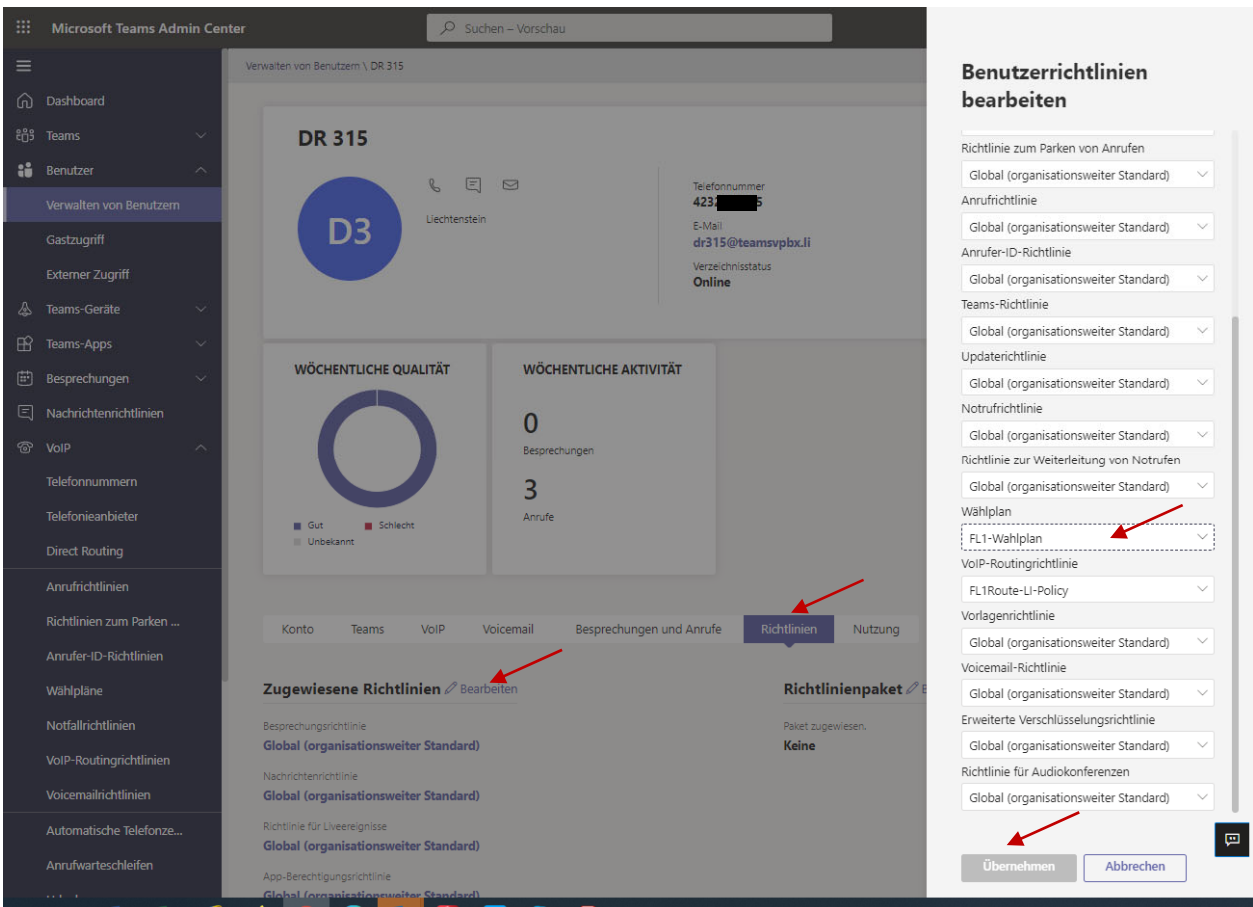 Microsoft Teams Admin Center
Suchen – Vorschau
Dashboard
Teams
Benutzer
Verwalten von Benutzern
Gastzugriff
Externer Zugriff
Teams-Geräte
Teams-Apps
Besprechungen
Nachrichtenrichtlinien
VoIP
Telefonnummern
Telefonieanbieter
Direct Routing
Anrufrichtlinien
Richtlinien zum Parken ...
Anrufer-ID-Richtlinien
Wählpläne
Notfallrichtlinien
VoIP-Routingrichtlinien
Voicemailrichtlinien
Automatische Telefonze...
Anrufwarteschleifen
Verwalten von Benutzern \ DR 315
DR 315
D3
Liechtenstein
Telefonnummer
4232 5
E-Mail
dr315@teamsvpbx.li
Verzeichnisstatus
Online
WÖCHENTLICHE QUALITÄT
Gut Schlecht
Unbekannt
WÖCHENTLICHE AKTIVITÄT
0
Besprechungen
3
Anrufe
Konto Teams VoIP Voicemail Besprechungen und Anrufe Richtlinien Nutzung
Zugewiesene Richtlinien Bearbeiten
Besprechungsrichtlinie
Global (organisationsweiter Standard)
Nachrichtenrichtlinie
Global (organisationsweiter Standard)
Richtlinie für Liveereignisse
Global (organisationsweiter Standard)
App-Berechtigungsrichtlinie
Global (organisationsweiter Standard)
Richtlinienpaket
Paket zugewiesen.
Keine
Benutzerrichtlinien
bearbeiten
Richtlinie zum Parken von Anrufen
Global (organisationsweiter Standard)
Anrufrichtlinie
Global (organisationsweiter Standard)
Anrufer-ID-Richtlinie
Global (organisationsweiter Standard)
Teams-Richtlinie
Global (organisationsweiter Standard)
Updaterichtlinie
Global (organisationsweiter Standard)
Notrufrichtlinie
Global (organisationsweiter Standard)
Richtlinie zur Weiterleitung von Notrufen
Global (organisationsweiter Standard)
Wählplan
FL1-Wahlplan
VoIP-Routingrichtlinie
FL1Route-LI-Policy
Vorlagenrichtlinie
Global (organisationsweiter Standard)
Voicemail-Richtlinie
Global (organisationsweiter Standard)
Erweiterte Verschlüsselungsrichtlinie
Global (organisationsweiter Standard)
Richtlinie für Audiokonferenzen
Global (organisationsweiter Standard)
Übernehmen Abbrechen